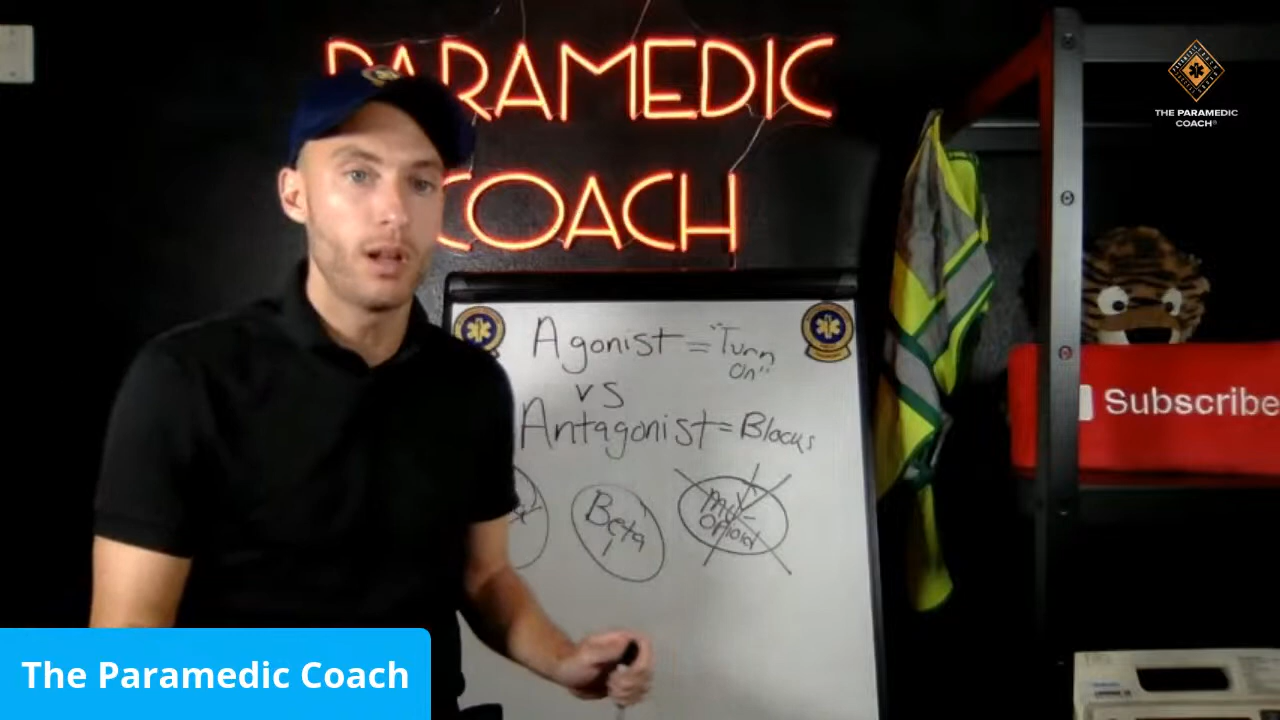 PARAMEDIC
COACH
THE PARAMEDIC
COACH®
Agonist = "Turn
On"
vs
Antagonist = Blocks
Beta
1
Mu-
Opioid
Subscribe
The Paramedic Coach